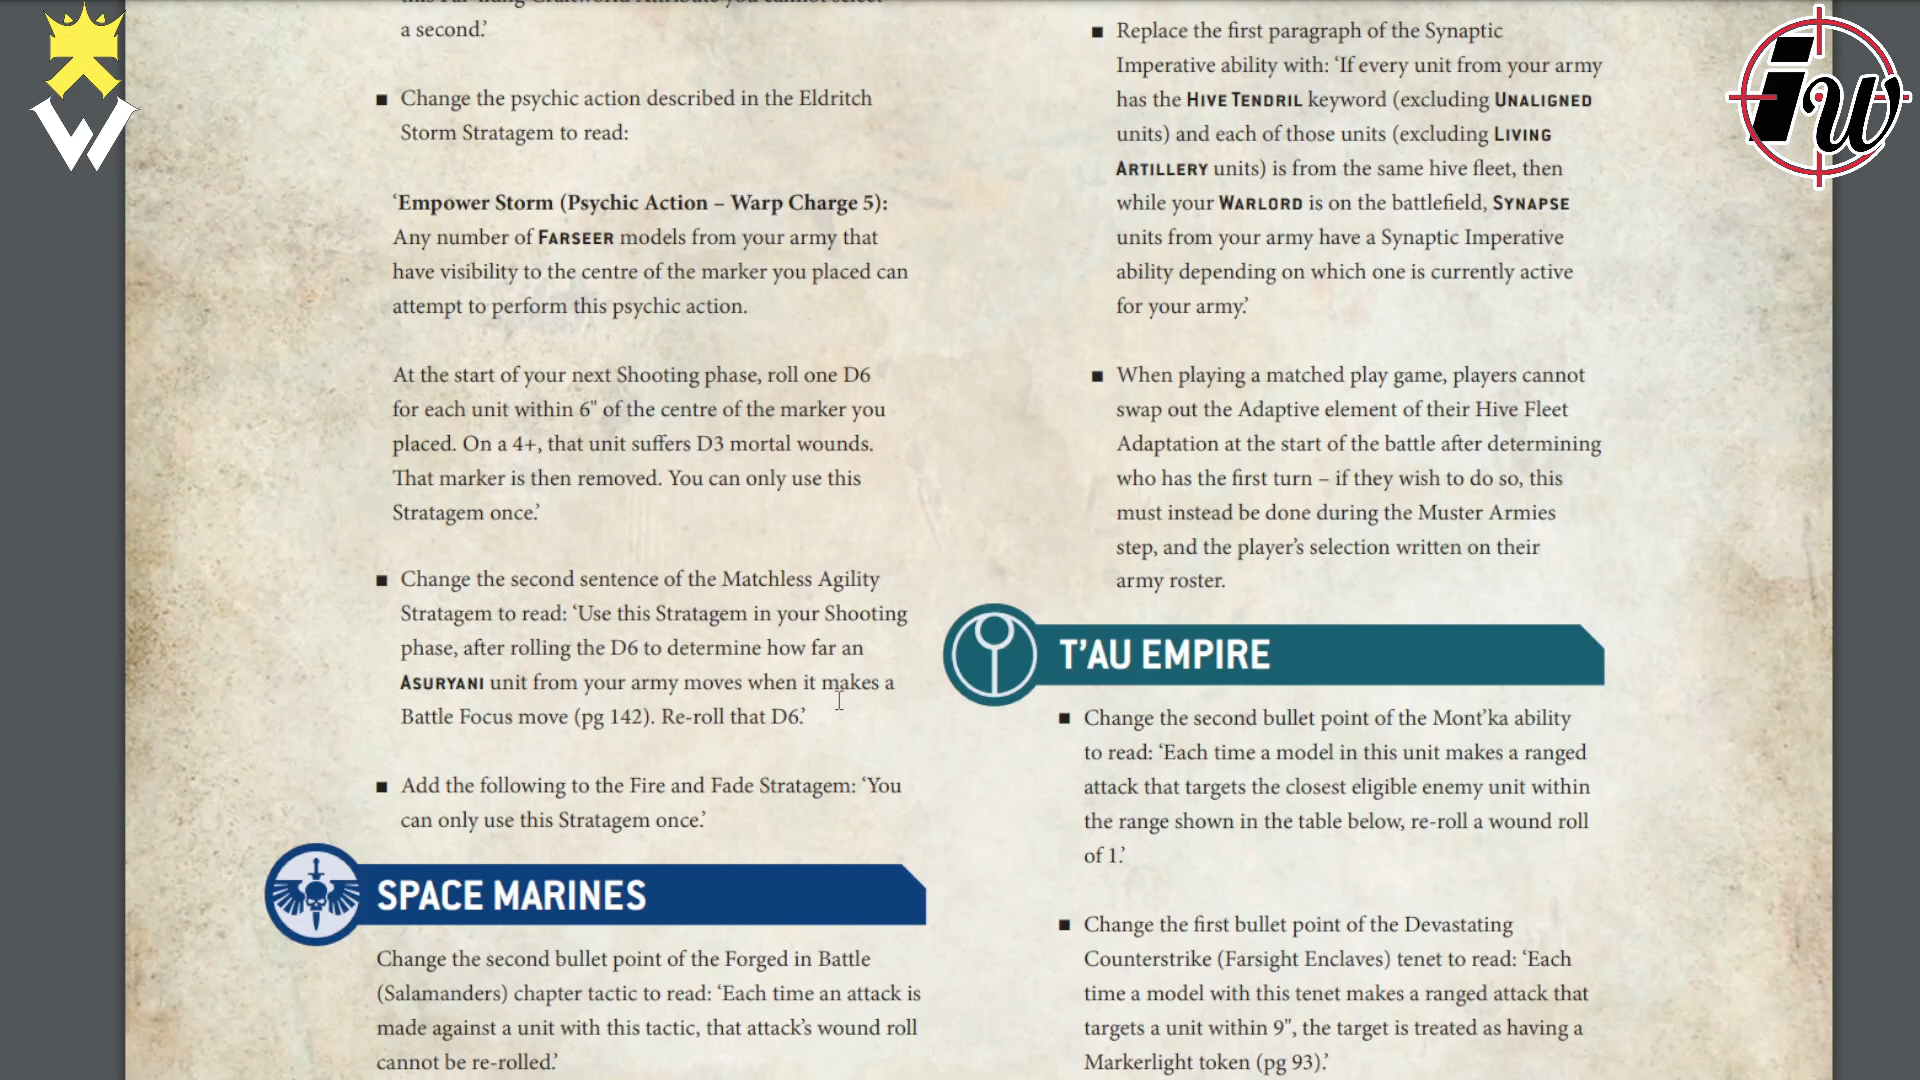 a second.’
■ Change the psychic action described in the Eldritch
Storm Stratagem to read:
‘Empower Storm (Psychic Action – Warp Charge 5):
Any number of FARSEER models from your army that
have visibility to the centre of the marker you placed can
attempt to perform this psychic action.
At the start of your next Shooting phase, roll one D6
for each unit within 6" of the centre of the marker you
placed. On a 4+, that unit suffers D3 mortal wounds.
That marker is then removed. You can only use this
Stratagem once.’
■ Change the second sentence of the Matchless Agility
Stratagem to read: ‘Use this Stratagem in your Shooting
phase, after rolling the D6 to determine how far an
ASURYANI unit from your army moves when it makes a
Battle Focus move (pg 142). Re-roll that D6.’
■ Add the following to the Fire and Fade Stratagem: ‘You
can only use this Stratagem once.’
SPACE MARINES
Change the second bullet point of the Forged in Battle
(Salamanders) chapter tactic to read: ‘Each time an attack is
made against a unit with this tactic, that attack’s wound roll
cannot be re-rolled.’
■ Replace the first paragraph of the Synaptic
Imperative ability with: ‘If every unit from your army
has the HIVE TENDRIL keyword (excluding UNALIGNED
units) and each of those units (excluding LIVING
ARTILLERY units) is from the same hive fleet, then
while your WARLORD is on the battlefield, SYNAPSE
units from your army have a Synaptic Imperative
ability depending on which one is currently active
for your army.’
■ When playing a matched play game, players cannot
swap out the Adaptive element of their Hive Fleet
Adaptation at the start of the battle after determining
who has the first turn – if they wish to do so, this
must instead be done during the Muster Armies
step, and the player’s selection written on their
army roster.
T’AU EMPIRE
■ Change the second bullet point of the Mont’ka ability
to read: ‘Each time a model in this unit makes a ranged
attack that targets the closest eligible enemy unit within
the range shown in the table below, re-roll a wound roll
of 1.’
■ Change the first bullet point of the Devastating
Counterstrike (Farsight Enclaves) tenet to read: ‘Each
time a model with this tenet makes a ranged attack that
targets a unit within 9", the target is treated as having a
Markerlight token (pg 93).’
iw
W